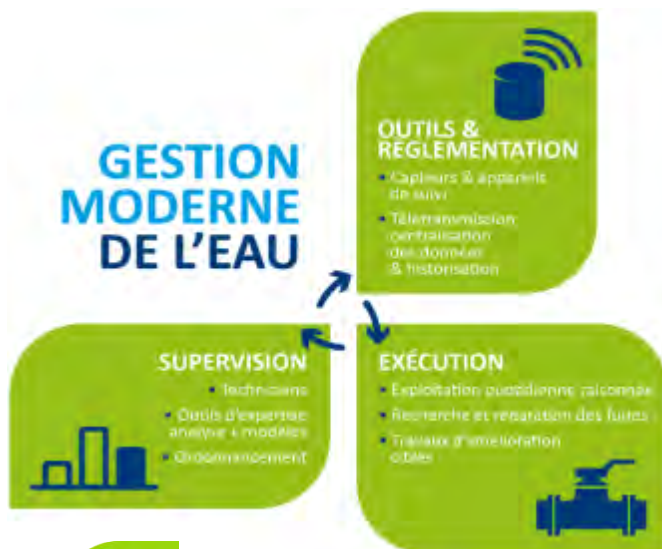 GESTION
MODERNE
DE L'EAU
OUTILS &
REGLEMENTATION
• Capteurs & appareils
de suivi
• Télétransmission
centralisation
des données
& historisation
SUPERVISION
• Techniciens
• Outils d'expertise
analyse + modèles
• Ordonnancement
EXÉCUTION
• Exploitation quotidienne raisonnée
• Recherche et réparation des fuites
• Travaux d'amélioration
ciblés